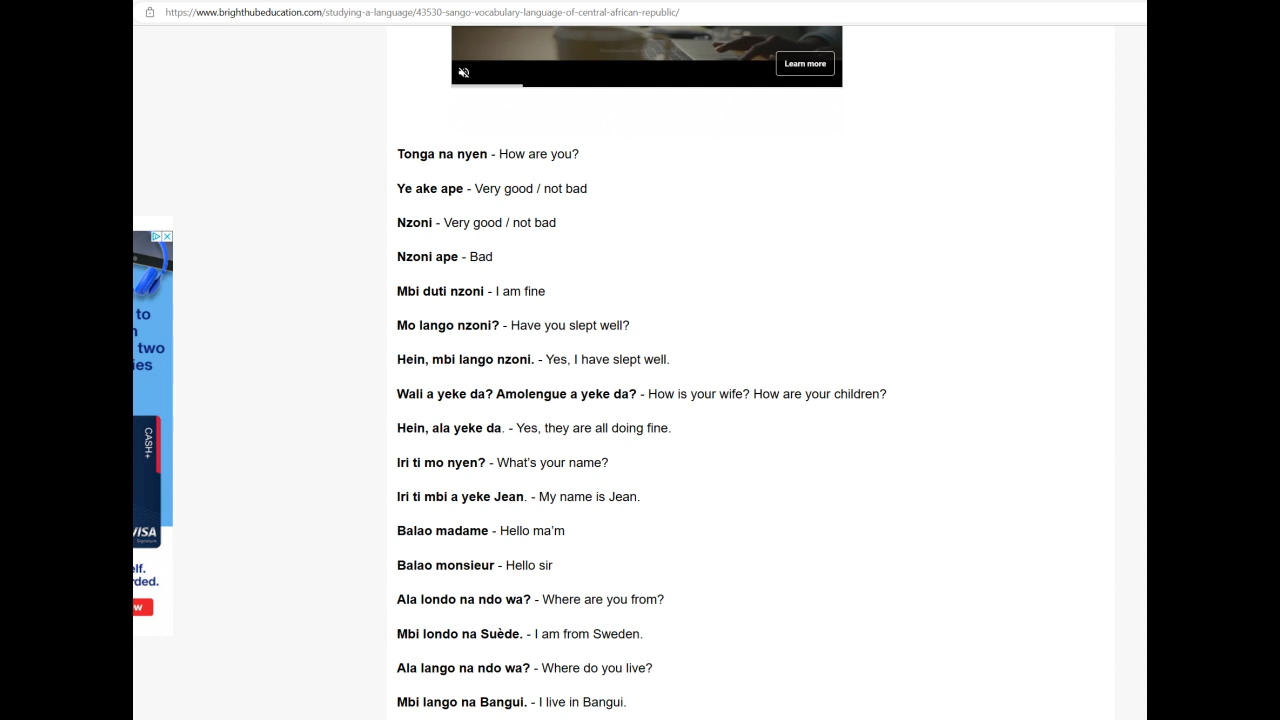 https://www.brighthubeducation.com/studying-a-language/43530-sango-vocabulary-language-of-central-african-republic/
Learn more
Tonga na nyen - How are you?
Ye ake ape - Very good / not bad
Nzoni - Very good / not bad
Nzoni ape - Bad
Mbi duti nzoni - I am fine
Mo lango nzoni? - Have you slept well?
Hein, mbi lango nzoni. - Yes, I have slept well.
Wali a yeke da? Amolengue a yeke da? - How is your wife? How are your children?
Hein, ala yeke da. - Yes, they are all doing fine.
Iri ti mo nyen? - What's your name?
Iri ti mbi a yeke Jean. - My name is Jean.
Balao madame - Hello ma'm
Balao monsieur - Hello sir
Ala londo na ndo wa? - Where are you from?
Mbi londo na Suède. - I am from Sweden.
Ala lango na ndo wa? - Where do you live?
Mbi lango na Bangui. - I live in Bangui.
to
two
ies
CASH+
VISA
Signature
elf.
rded.